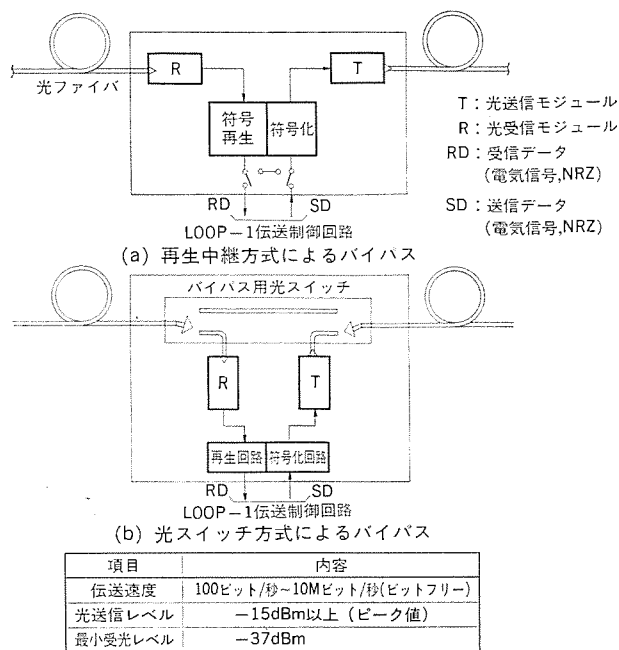 光ファイバ
R
T
符号
再生
符号化
RD
SD
LOOP-1伝送制御回路
T：光送信モジュール
R：光受信モジュール
RD：受信データ
(電気信号,NRZ)
SD：送信データ
(電気信号,NRZ)
(a) 再生中継方式によるバイパス
バイパス用光スイッチ
R
T
再生回路
符号化回路
RD
SD
LOOP-1伝送制御回路
(b) 光スイッチ方式によるバイパス
項目 内容
伝送速度 100ビット/秒~10Mビット/秒(ビットフリー)
光送信レベル -15dBm以上（ピーク値）
最小受光レベル -37dBm